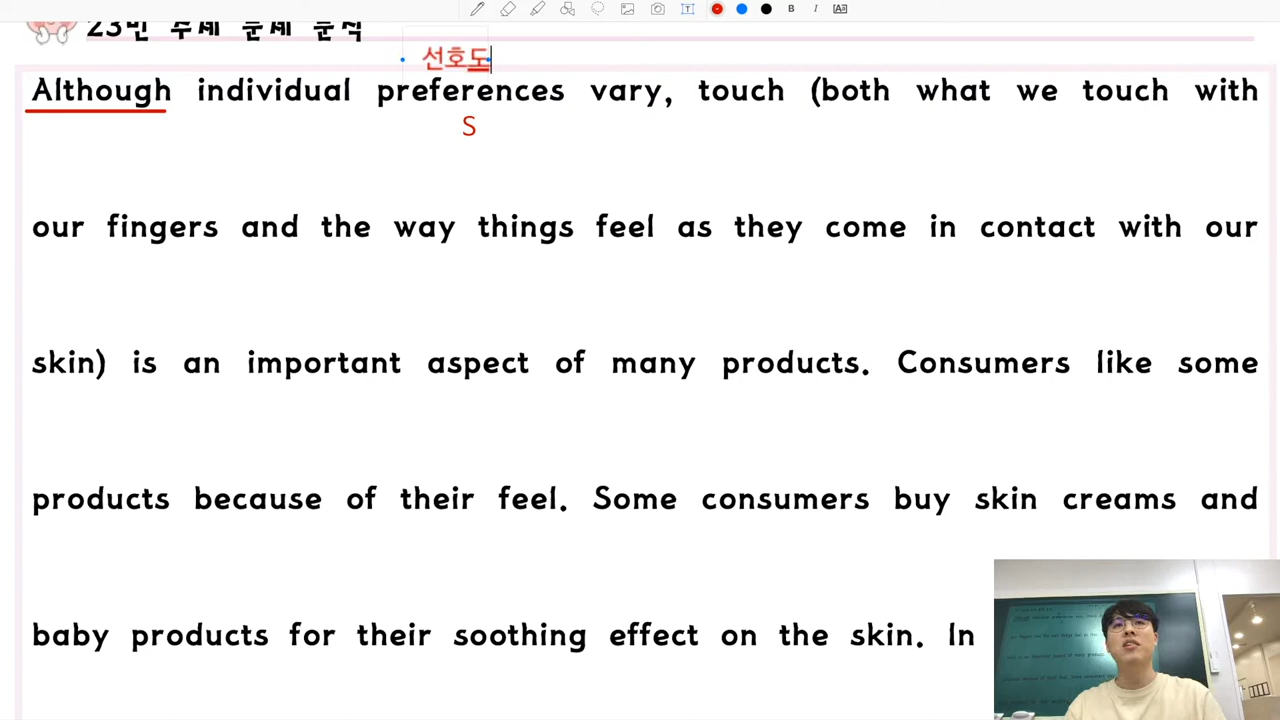 23번 주제 문제 분석
선호도
Although individual preferences vary, touch (both what we touch with
S
our fingers and the way things feel as they come in contact with our
skin) is an important aspect of many products. Consumers like some
products because of their feel. Some consumers buy skin creams and
baby products for their soothing effect on the skin. In